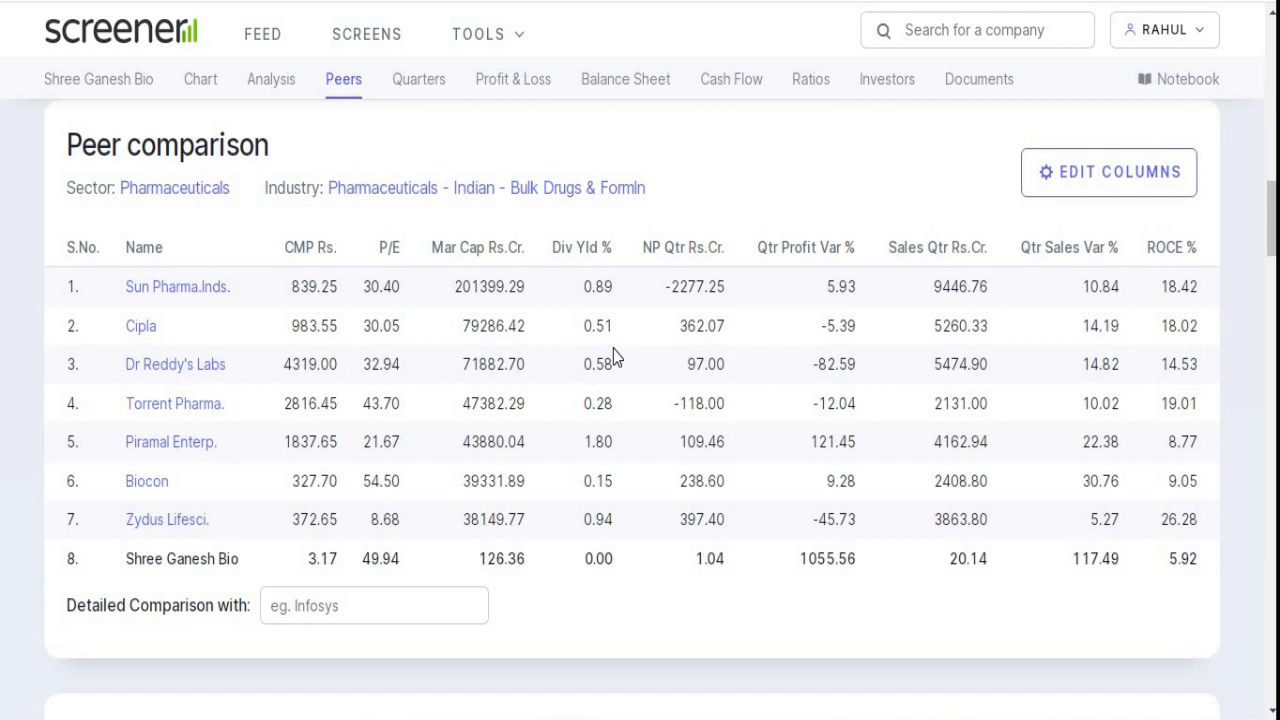 screener FEED SCREENS TOOLS Search for a company RAHUL
Shree Ganesh Bio Chart Analysis Peers Quarters Profit & Loss Balance Sheet Cash Flow Ratios Investors Documents Notebook
Peer comparison
EDIT COLUMNS
Sector: Pharmaceuticals Industry: Pharmaceuticals - Indian - Bulk Drugs & Formln
S.No. Name CMP Rs. P/E Mar Cap Rs.Cr. Div Yld % NP Qtr Rs.Cr. Qtr Profit Var % Sales Qtr Rs.Cr. Qtr Sales Var % ROCE %
1. Sun Pharma.Inds. 839.25 30.40 201399.29 0.89 -2277.25 5.93 9446.76 10.84 18.42
2. Cipla 983.55 30.05 79286.42 0.51 362.07 -5.39 5260.33 14.19 18.02
3. Dr Reddy's Labs 4319.00 32.94 71882.70 0.58 97.00 -82.59 5474.90 14.82 14.53
4. Torrent Pharma. 2816.45 43.70 47382.29 0.28 -118.00 -12.04 2131.00 10.02 19.01
5. Piramal Enterp. 1837.65 21.67 43880.04 1.80 109.46 121.45 4162.94 22.38 8.77
6. Biocon 327.70 54.50 39331.89 0.15 238.60 9.28 2408.80 30.76 9.05
7. Zydus Lifesci. 372.65 8.68 38149.77 0.94 397.40 -45.73 3863.80 5.27 26.28
8. Shree Ganesh Bio 3.17 49.94 126.36 0.00 1.04 1055.56 20.14 117.49 5.92
Detailed Comparison with: eg. Infosys